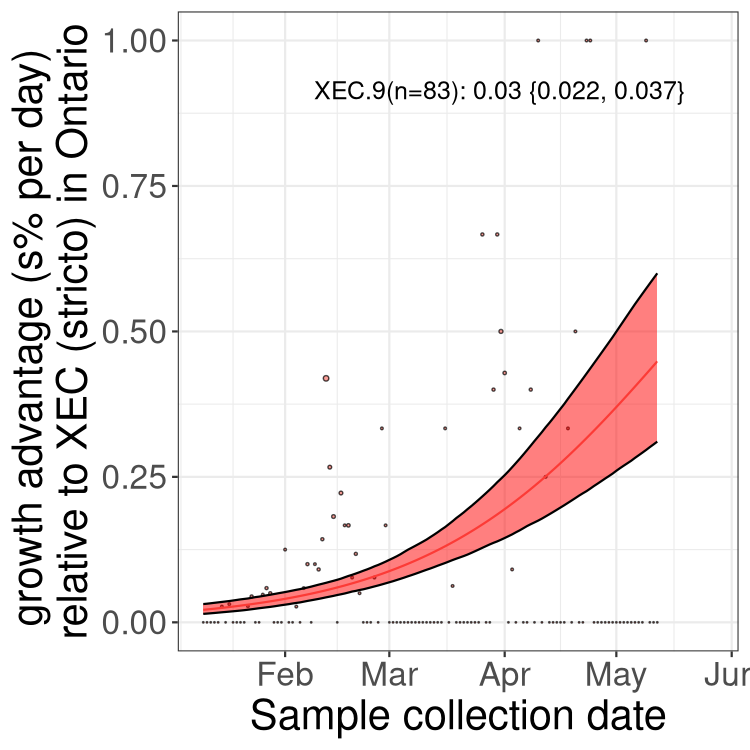 growth advantage (s% per day)
relative to XEC (stricto) in Ontario
1.00
0.75
0.50
0.25
0.00
XEC.9(n=83): 0.03 {0.022, 0.037}
Feb Mar Apr May Jun
Sample collection date